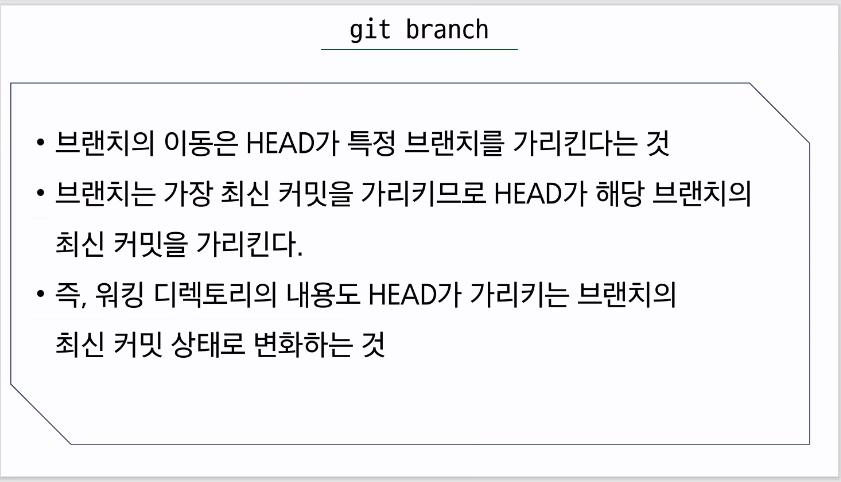 git branch
• 브랜치의 이동은 HEAD가 특정 브랜치를 가리킨다는 것
• 브랜치는 가장 최신 커밋을 가리키므로 HEAD가 해당 브랜치의
최신 커밋을 가리킨다.
• 즉, 워킹 디렉토리의 내용도 HEAD가 가리키는 브랜치의
최신 커밋 상태로 변화하는 것